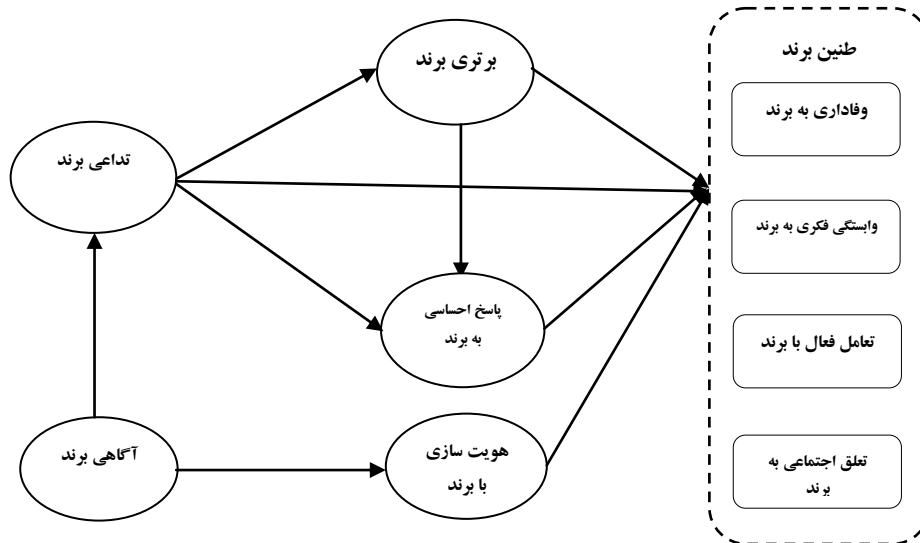 طنین برند
برتری برند
وفاداری به برند
تداعی برند
وابستگی فکری به برند
پاسخ احساسی
به برند
تعامل فعال با برند
هویت سازی
با برند
آگاهی برند
تعلق اجتماعی به
برند